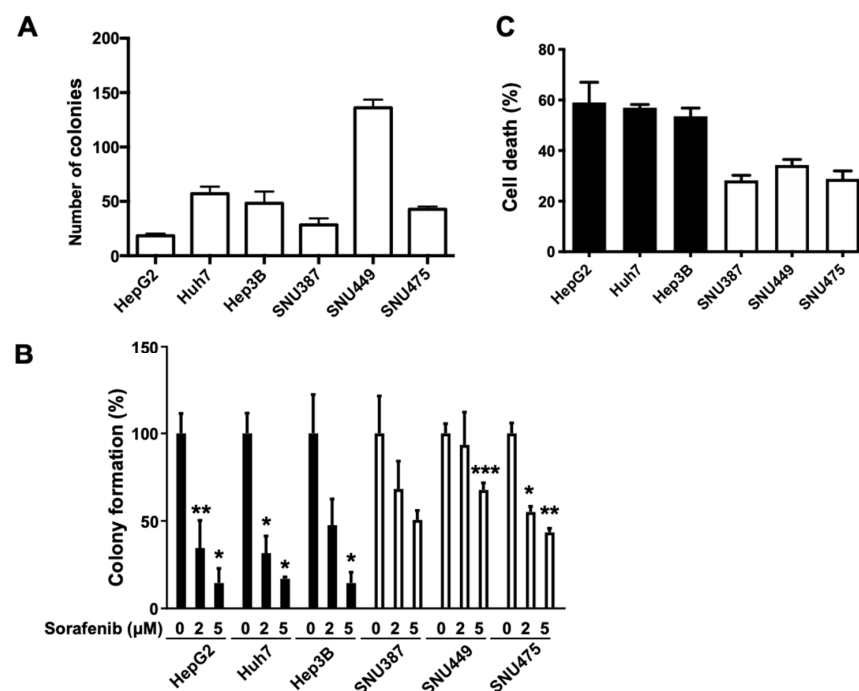 A
Number of colonies
200
150
100
50
0
HepG2
Huh7
Hep3B
SNU387
SNU449
SNU475
C
Cell death (%)
80
60
40
20
0
HepG2
Huh7
Hep3B
SNU387
SNU449
SNU475
B
Colony formation (%)
150
100
50
0
** * * * * *** * **
Sorafenib (µM) 0 2 5 0 2 5 0 2 5 0 2 5 0 2 5 0 2 5
HepG2
Huh7
Hep3B
SNU387
SNU449
SNU475